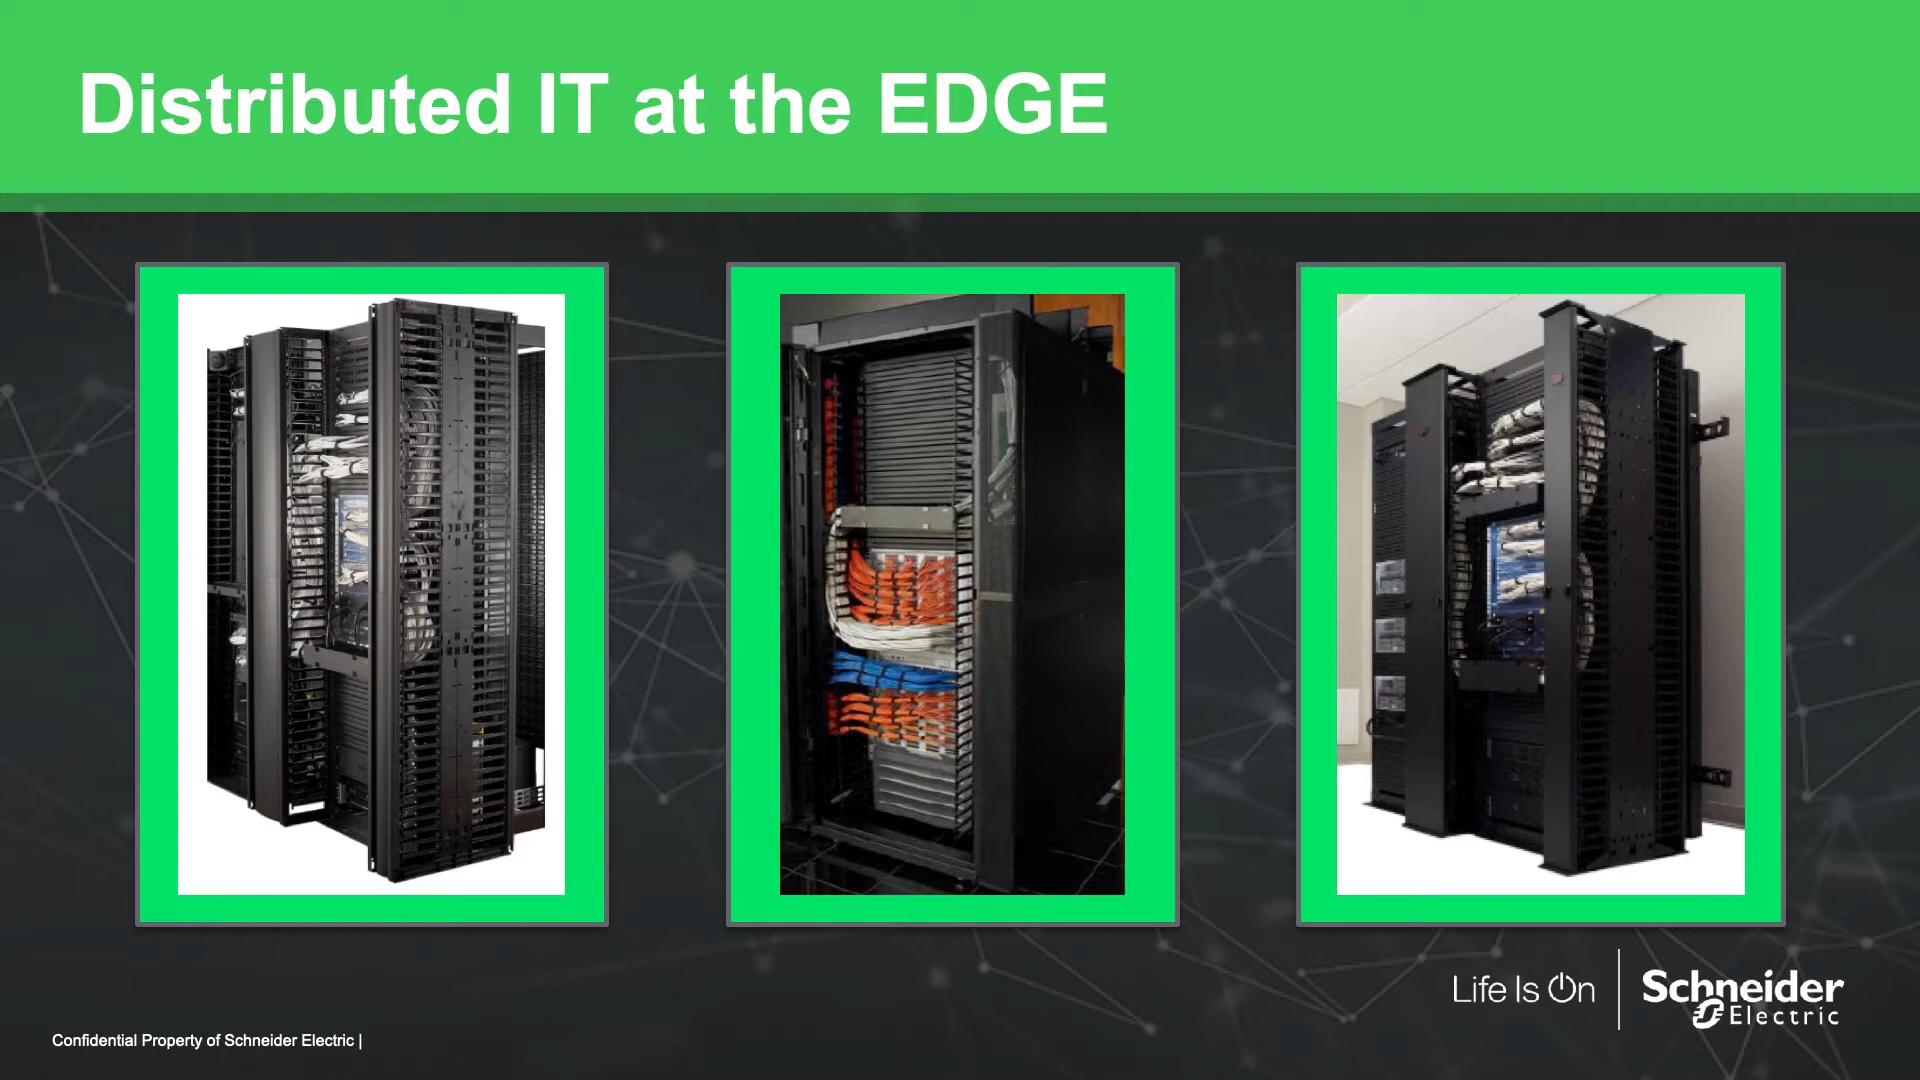 Distributed IT at the EDGE
Life Is On
Schneider
Electric
Confidential Property of Schneider Electric |